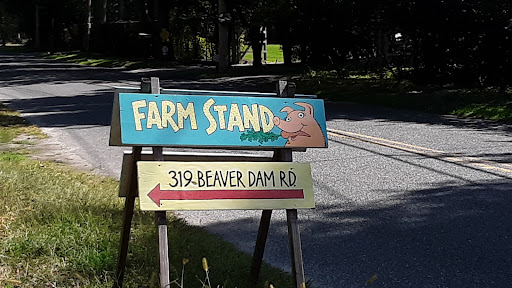 FARM STAND
319 BEAVER DAM RD.